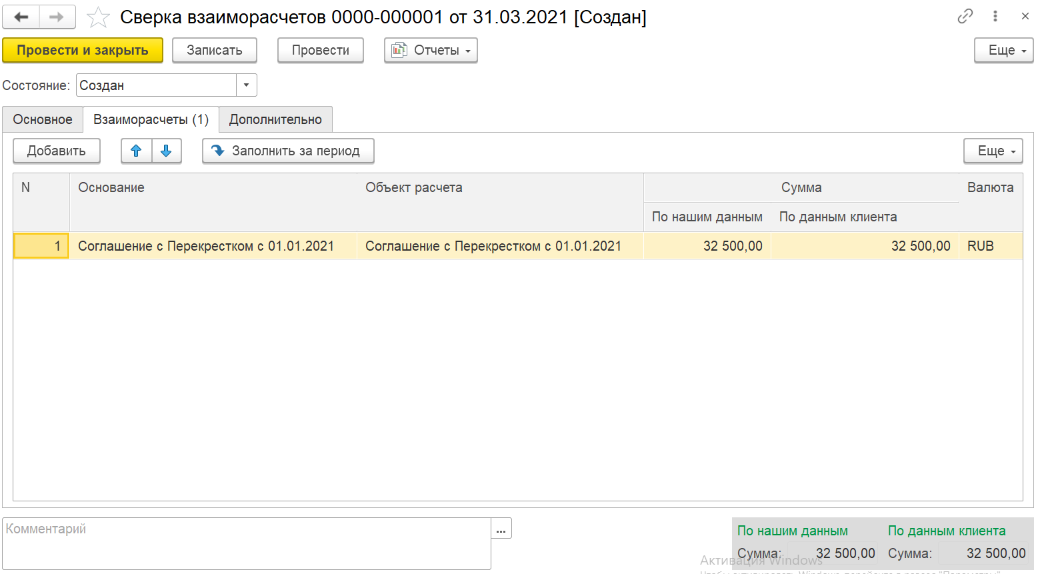 Сверка взаиморасчетов 0000-000001 от 31.03.2021 [Создан]
Провести и закрыть Записать Провести Отчеты Еще
Состояние: Создан
Основное Взаиморасчеты (1) Дополнительно
Добавить Заполнить за период Еще
N Основание Объект расчета Сумма Валюта
По нашим данным По данным клиента
1 Соглашение с Перекрестком с 01.01.2021 Соглашение с Перекрестком с 01.01.2021 32 500,00 32 500,00 RUB
Комментарий ...
По нашим данным По данным клиента
Сумма: 32 500,00 Сумма: 32 500,00
Активация Windows